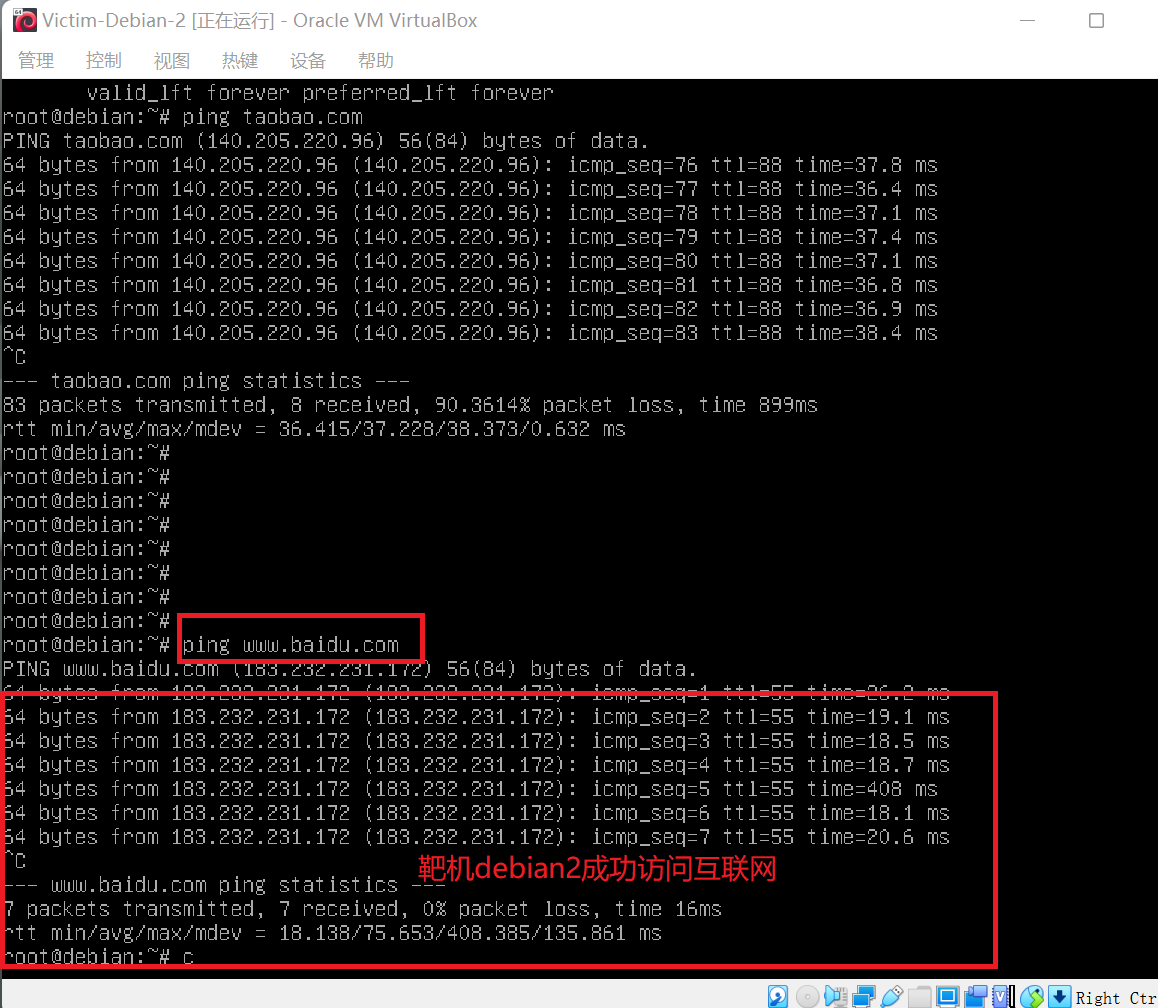 Victim-Debian-2 [正在运行] - Oracle VM VirtualBox
管理 控制 视图 热键 设备 帮助
valid_lft forever preferred_lft forever
root@debian:~# ping taobao.com
PING taobao.com (140.205.220.96) 56(84) bytes of data.
64 bytes from 140.205.220.96 (140.205.220.96): icmp_seq=76 ttl=88 time=37.8 ms
64 bytes from 140.205.220.96 (140.205.220.96): icmp_seq=77 ttl=88 time=36.4 ms
64 bytes from 140.205.220.96 (140.205.220.96): icmp_seq=78 ttl=88 time=37.1 ms
64 bytes from 140.205.220.96 (140.205.220.96): icmp_seq=79 ttl=88 time=37.4 ms
64 bytes from 140.205.220.96 (140.205.220.96): icmp_seq=80 ttl=88 time=37.1 ms
64 bytes from 140.205.220.96 (140.205.220.96): icmp_seq=81 ttl=88 time=36.8 ms
64 bytes from 140.205.220.96 (140.205.220.96): icmp_seq=82 ttl=88 time=36.9 ms
64 bytes from 140.205.220.96 (140.205.220.96): icmp_seq=83 ttl=88 time=38.4 ms
^C
--- taobao.com ping statistics ---
83 packets transmitted, 8 received, 90.3614% packet loss, time 899ms
rtt min/avg/max/mdev = 36.415/37.228/38.373/0.632 ms
root@debian:~#
root@debian:~#
root@debian:~#
root@debian:~#
root@debian:~#
root@debian:~#
root@debian:~#
root@debian:~#
root@debian:~# ping www.baidu.com
PING www.baidu.com (183.232.231.172) 56(84) bytes of data.
64 bytes from 183.232.231.172 (183.232.231.172): icmp_seq=1 ttl=55 time=26.2 ms
64 bytes from 183.232.231.172 (183.232.231.172): icmp_seq=2 ttl=55 time=19.1 ms
64 bytes from 183.232.231.172 (183.232.231.172): icmp_seq=3 ttl=55 time=18.5 ms
64 bytes from 183.232.231.172 (183.232.231.172): icmp_seq=4 ttl=55 time=18.7 ms
64 bytes from 183.232.231.172 (183.232.231.172): icmp_seq=5 ttl=55 time=408 ms
64 bytes from 183.232.231.172 (183.232.231.172): icmp_seq=6 ttl=55 time=18.1 ms
64 bytes from 183.232.231.172 (183.232.231.172): icmp_seq=7 ttl=55 time=20.6 ms
^C
靶机debian2成功访问互联网
--- www.baidu.com ping statistics ---
7 packets transmitted, 7 received, 0% packet loss, time 16ms
rtt min/avg/max/mdev = 18.138/75.653/408.385/135.861 ms
root@debian:~# c
Right Ctr